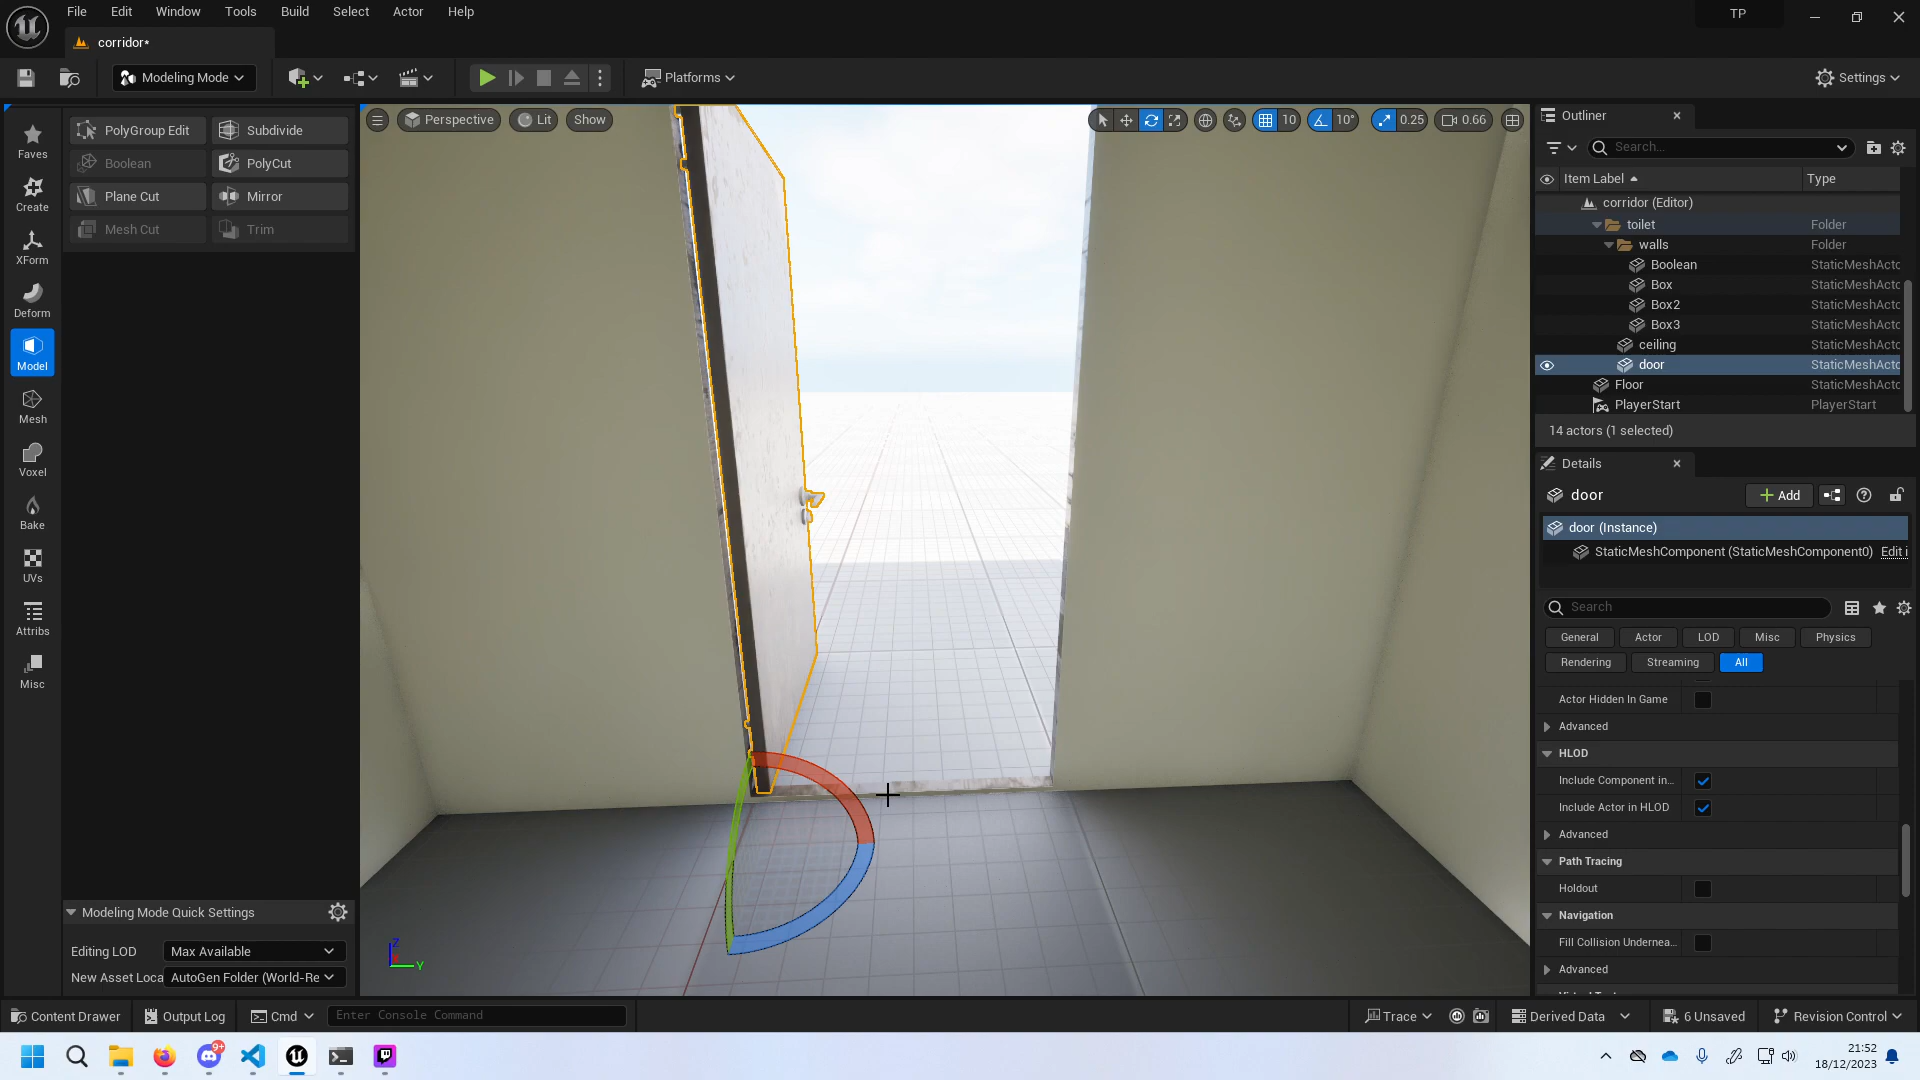 File Edit Window Tools Build Select Actor Help
TP
corridor*
Modeling Mode
Platforms
Settings
Faves
Create
XForm
Deform
Model
Mesh
Voxel
Bake
UVs
Attribs
Misc
PolyGroup Edit Subdivide
Boolean PolyCut
Plane Cut Mirror
Mesh Cut Trim
Modeling Mode Quick Settings
Editing LOD Max Available
New Asset Loca AutoGen Folder (World-Re
Perspective Lit Show
10 10° 0.25 0.66
Z
Y
Outliner
Search...
Item Label Type
corridor (Editor)
toilet Folder
walls Folder
Boolean StaticMeshActo
Box StaticMeshActo
Box2 StaticMeshActo
Box3 StaticMeshActo
ceiling StaticMeshActo
door StaticMeshActo
Floor StaticMeshActo
PlayerStart PlayerStart
14 actors (1 selected)
Details
door
Add
door (Instance)
StaticMeshComponent (StaticMeshComponent0) Edit i
Search
General Actor LOD Misc Physics
Rendering Streaming All
Actor Hidden In Game
Advanced
HLOD
Include Component in...
Include Actor in HLOD
Advanced
Path Tracing
Holdout
Navigation
Fill Collision Undernea...
Advanced
Content Drawer Output Log Cmd Enter Console Command
Trace Derived Data 6 Unsaved Revision Control
9+
21:52
18/12/2023